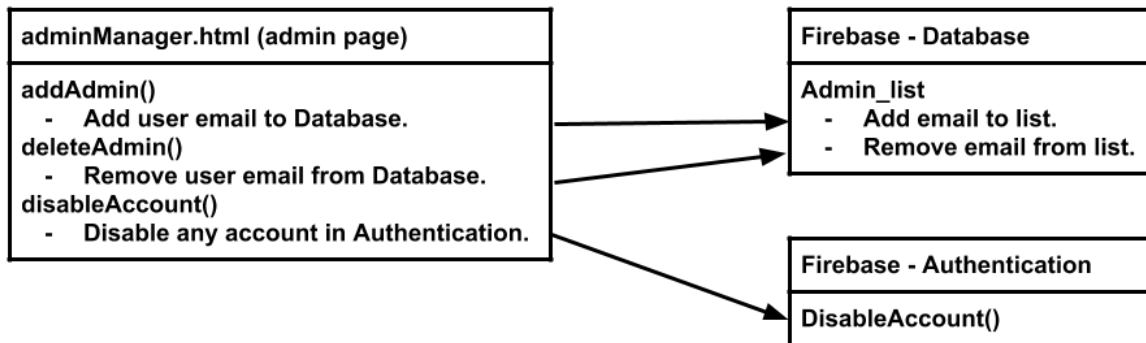 adminManager.html (admin page)
addAdmin()
- Add user email to Database.
deleteAdmin()
- Remove user email from Database.
disableAccount()
- Disable any account in Authentication.
Firebase - Database
Admin_list
- Add email to list.
- Remove email from list.
Firebase - Authentication
DisableAccount()